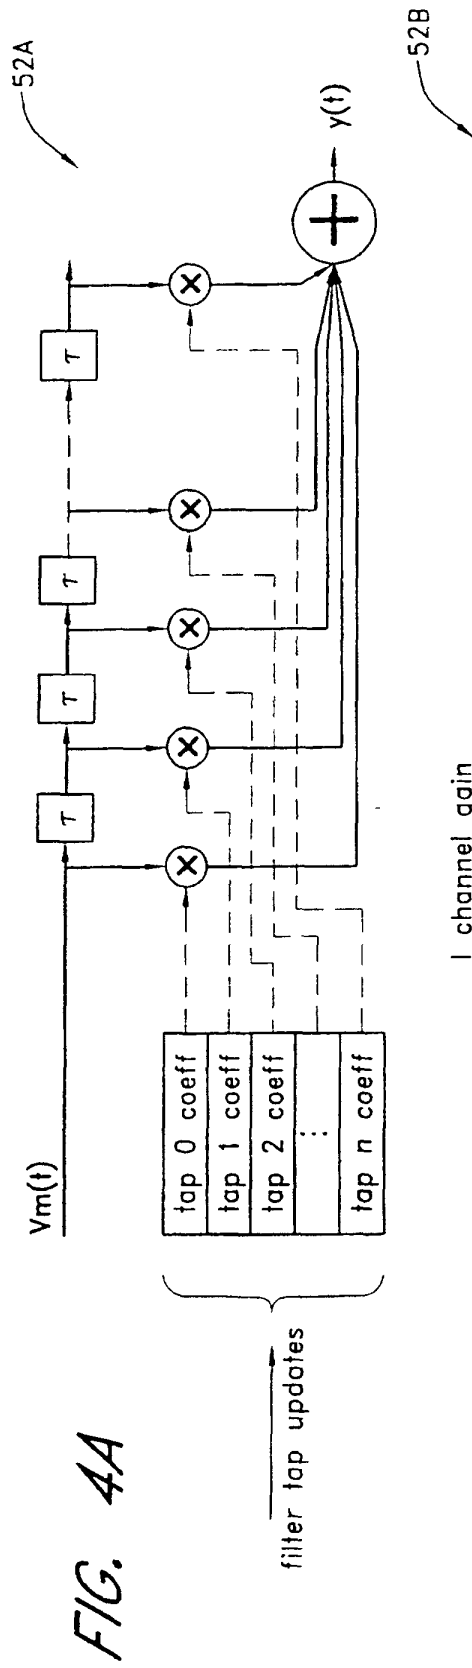 FIG. 4A
52A
Vm(t)
τ
τ
τ
τ
tap 0 coeff
tap 1 coeff
tap 2 coeff
...
tap n coeff
filter tap updates
×
×
×
×
×
+
y(t)
52B
I channel gain